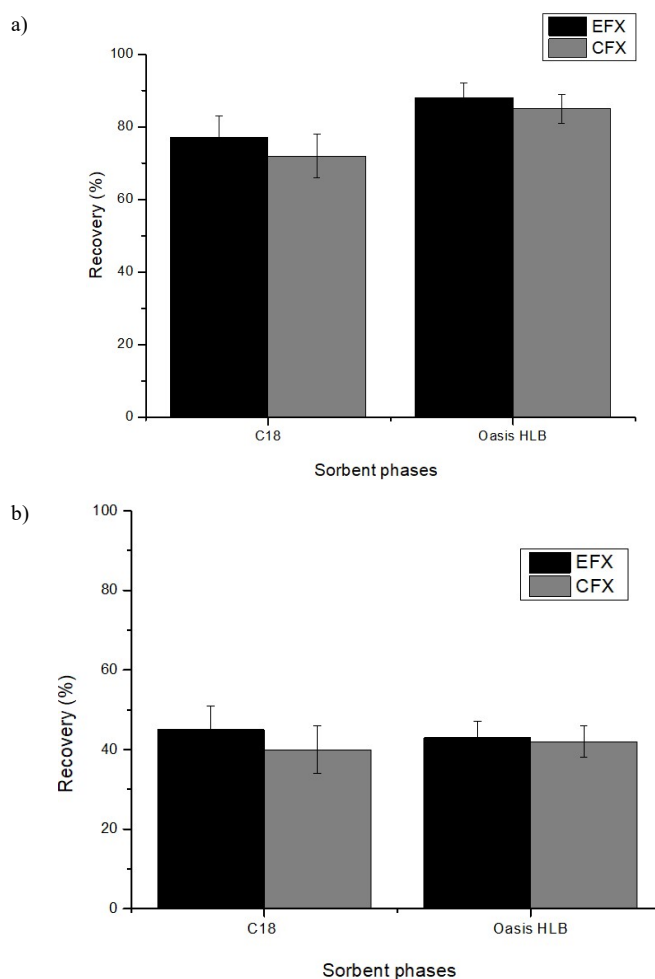 a)
EFX
CFX
100
80
60
40
20
0
Recovery (%)
C18 Oasis HLB
Sorbent phases
b)
100
EFX
CFX
80
60
40
20
0
Recovery (%)
C18 Oasis HLB
Sorbent phases